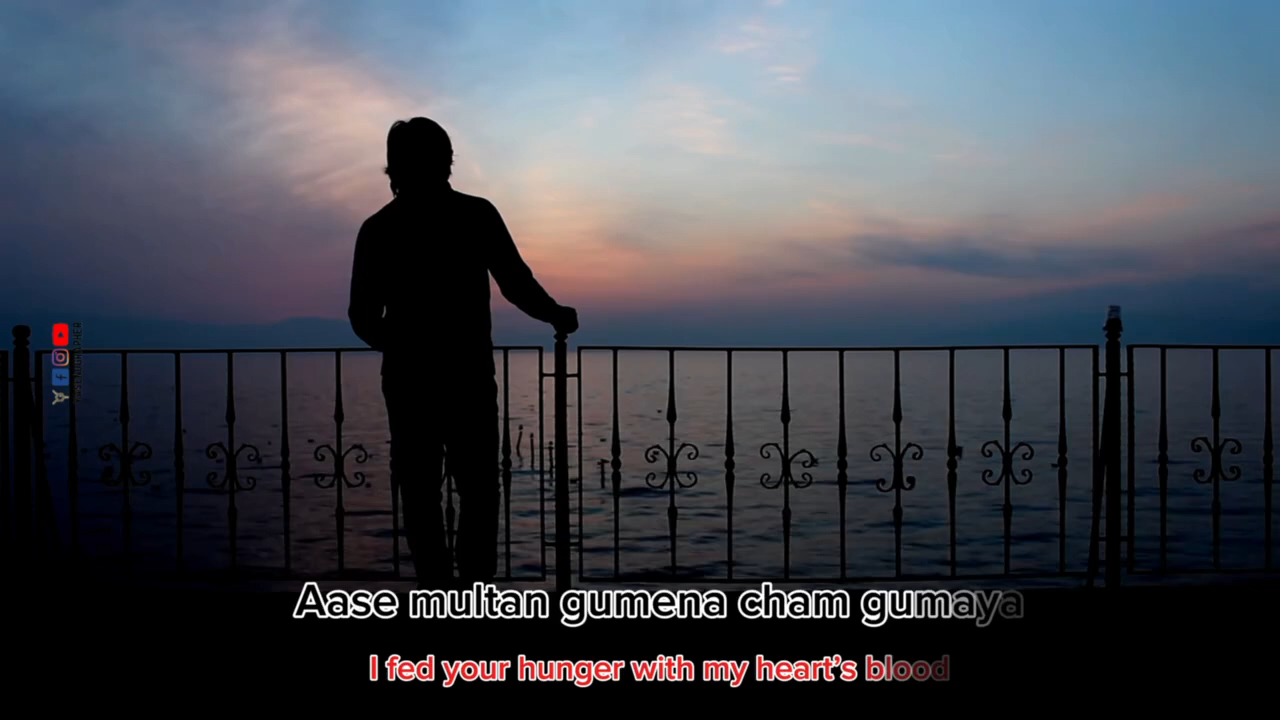 Aase multan gumena cham gumaya
I fed your hunger with my heart’s blood